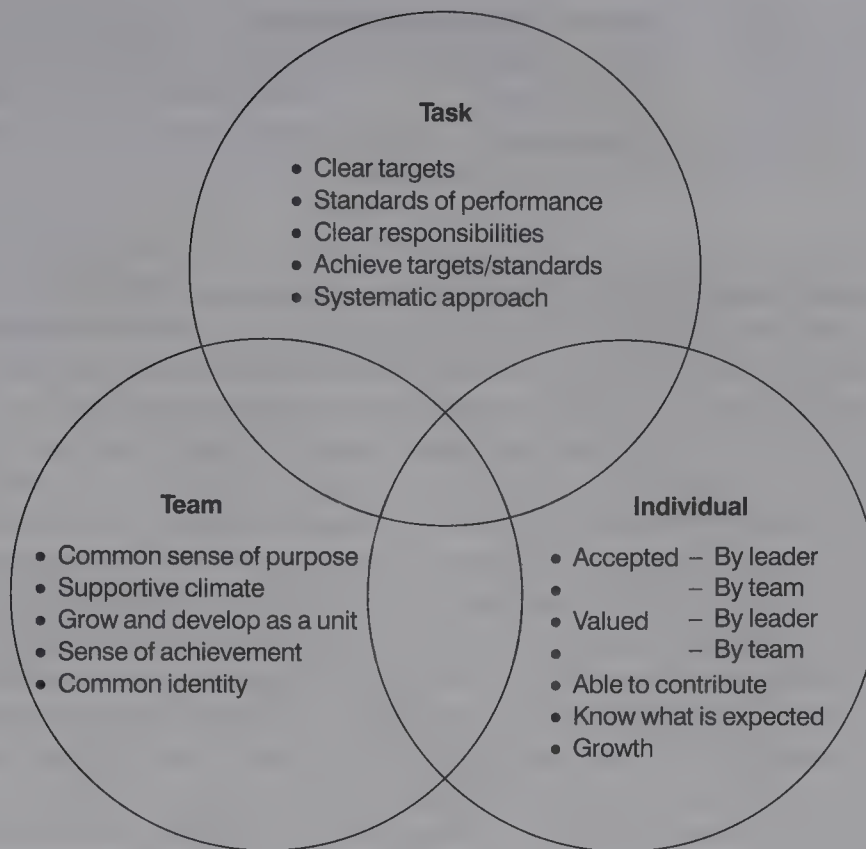 Task
• Clear targets
• Standards of performance
• Clear responsibilities
• Achieve targets/standards
• Systematic approach
Team
• Common sense of purpose
• Supportive climate
• Grow and develop as a unit
• Sense of achievement
• Common identity
Individual
• Accepted – By leader
• – By team
• Valued – By leader
• – By team
• Able to contribute
• Know what is expected
• Growth